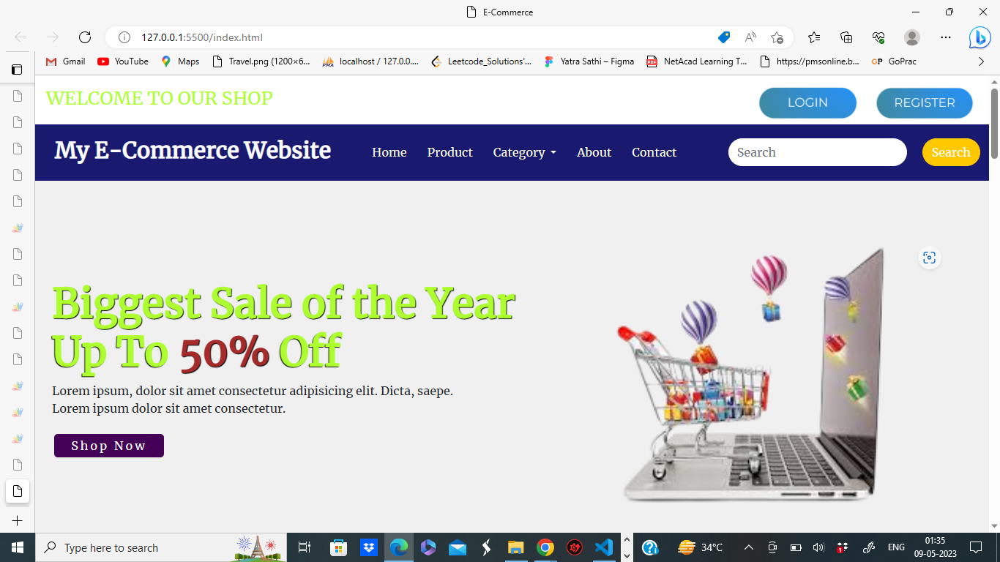 E-Commerce
127.0.0.1:5500/index.html
Gmail YouTube Maps Travel.png (1200×6... localhost / 127.0.0.... Leetcode_Solutions'... Yatra Sathi – Figma NetAcad Learning T... https://pmsonline.b... GoPrac
WELCOME TO OUR SHOP LOGIN REGISTER
My E-Commerce Website Home Product Category About Contact Search Search
Biggest Sale of the Year
Up To 50% Off
Lorem ipsum, dolor sit amet consectetur adipisicing elit. Dicta, saepe.
Lorem ipsum dolor sit amet consectetur.
Shop Now
Type here to search 34°C ENG 01:35
09-05-2023